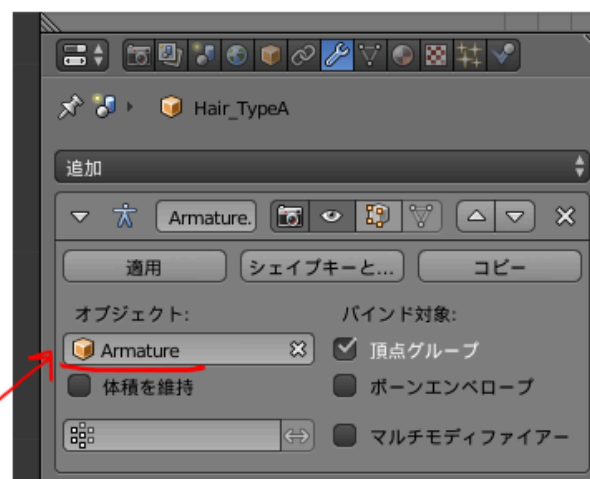 Hair_TypeA
追加
Armature.
適用 シェイプキーと... コピー
オブジェクト: バインド対象:
Armature 頂点グループ
体積を維持 ボーンエンベロープ
マルチモディファイアー